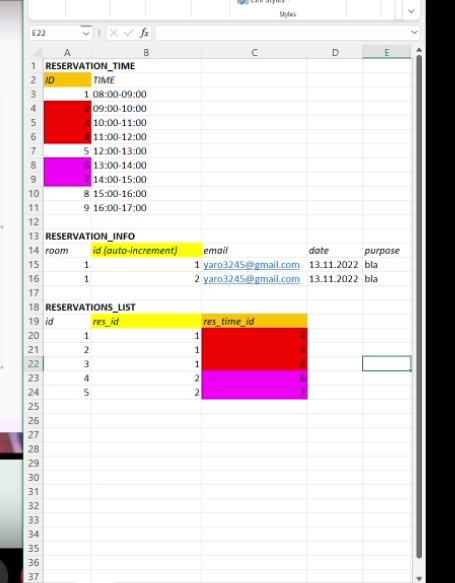 Cell Styles
Styles
E22 fx
A B C D E
1 RESERVATION_TIME
2 ID TIME
3 1 08:00-09:00
4 2 09:00-10:00
5 3 10:00-11:00
6 4 11:00-12:00
7 5 12:00-13:00
8 6 13:00-14:00
9 7 14:00-15:00
10 8 15:00-16:00
11 9 16:00-17:00
12
13 RESERVATION_INFO
14 room id (auto-increment) email date purpose
15 1 1 yaro3245@gmail.com 13.11.2022 bla
16 1 2 yaro3245@gmail.com 13.11.2022 bla
17
18 RESERVATIONS_LIST
19 id res_id res_time_id
20 1 1 2
21 2 1 3
22 3 1 4
23 4 2 6
24 5 2 7
25
26
27
28
29
30
31
32
33
34
35
36
37